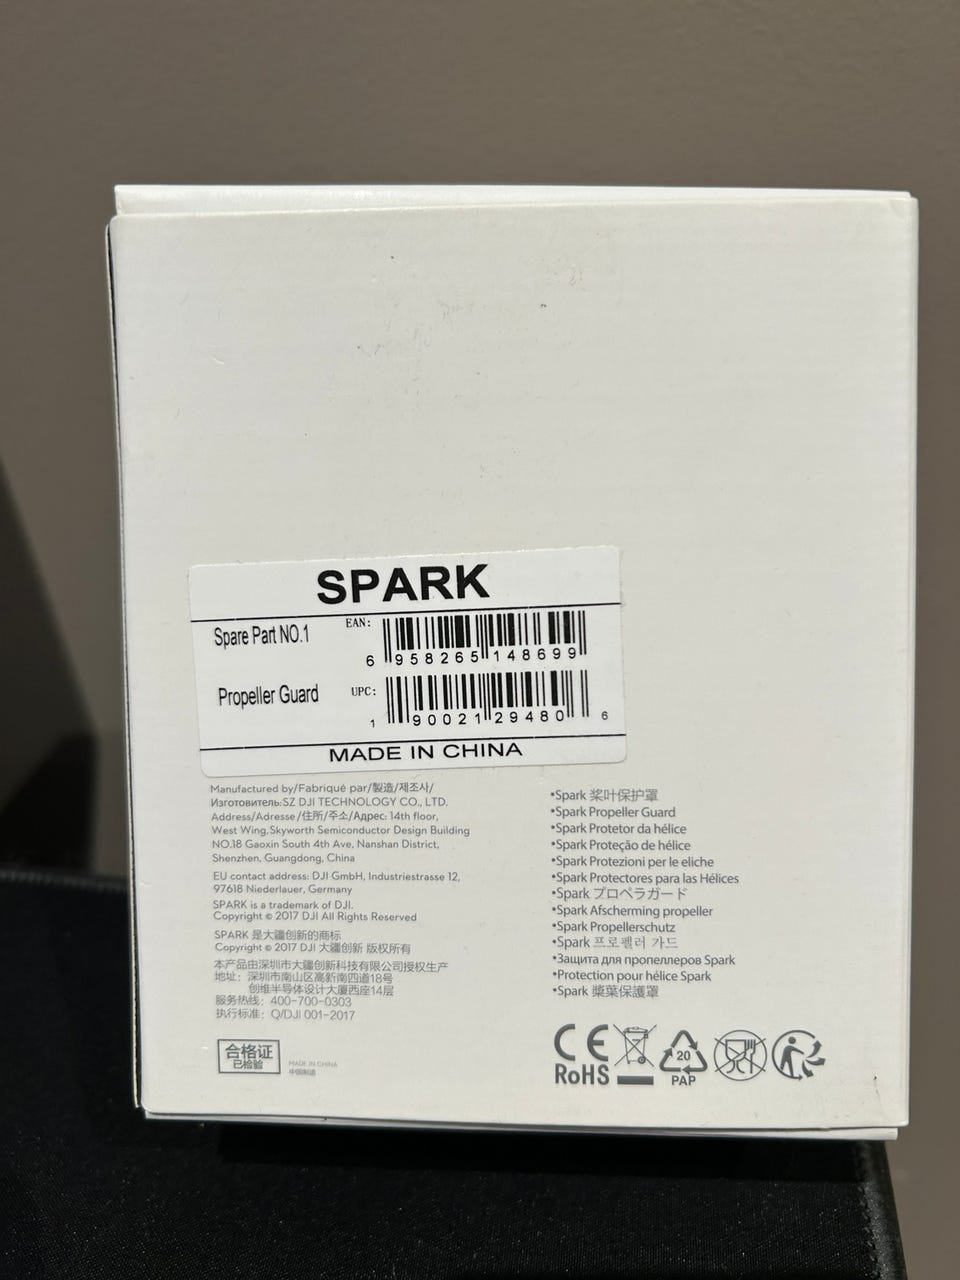 SPARK
Spare Part NO.1
EAN:
6 958265 148699
Propeller Guard
UPC:
1 90021 29480 6
MADE IN CHINA
Manufactured by/Fabriqué par/製造/제조사/
Изготовитель:SZ DJI TECHNOLOGY CO., LTD.
Address/Adresse/住所/주소/Адрес: 14th floor,
West Wing,Skyworth Semiconductor Design Building
NO.18 Gaoxin South 4th Ave, Nanshan District,
Shenzhen, Guangdong, China
EU contact address: DJI GmbH, Industriestrasse 12,
97618 Niederlauer, Germany
SPARK is a trademark of DJI.
Copyright © 2017 DJI All Rights Reserved
SPARK 是大疆创新的商标
Copyright © 2017 DJI 大疆创新 版权所有
本产品由深圳市大疆创新科技有限公司授权生产
地址: 深圳市南山区高新南四道18号
创维半导体设计大厦西座14层
服务热线: 400-700-0303
执行标准: Q/DJI 001-2017
合格证
已检验
MADE IN CHINA
中国制造
•Spark 桨叶保护罩
•Spark Propeller Guard
•Spark Protetor da hélice
•Spark Proteção de hélice
•Spark Protezioni per le eliche
•Spark Protectores para las Hélices
•Spark プロペラガード
•Spark Afscherming propeller
•Spark Propellerschutz
•Spark 프로펠러 가드
•Защита для пропеллеров Spark
•Protection pour hélice Spark
•Spark 槳葉保護罩
CE
RoHS
20
PAP